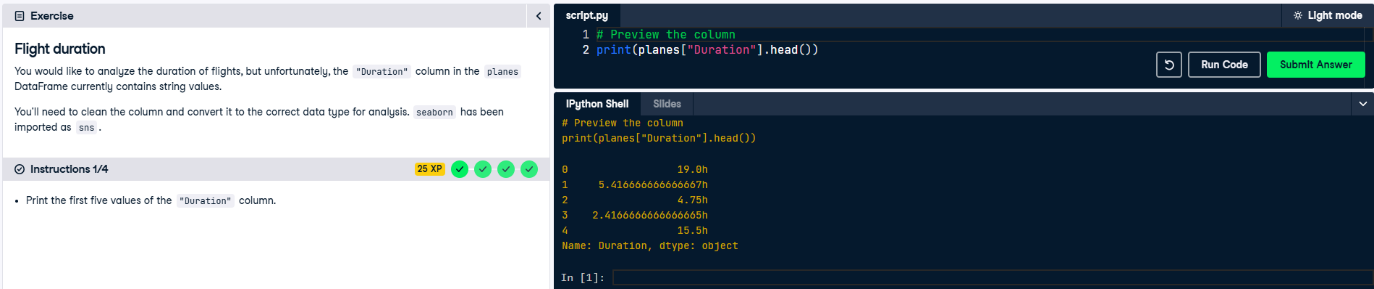 Exercise
Flight duration
You would like to analyze the duration of flights, but unfortunately, the "Duration" column in the planes
DataFrame currently contains string values.
You'll need to clean the column and convert it to the correct data type for analysis. seaborn has been
imported as sns .
Instructions 1/4
25 XP
• Print the first five values of the "Duration" column.
script.py
Light mode
1 # Preview the column
2 print(planes["Duration"].head())
Run Code
Submit Answer
IPython Shell
Slides
# Preview the column
print(planes["Duration"].head())
0                  19.0h
1    5.416666666666667h
2                  4.75h
3    2.4166666666666665h
4                  15.5h
Name: Duration, dtype: object
In [1]: